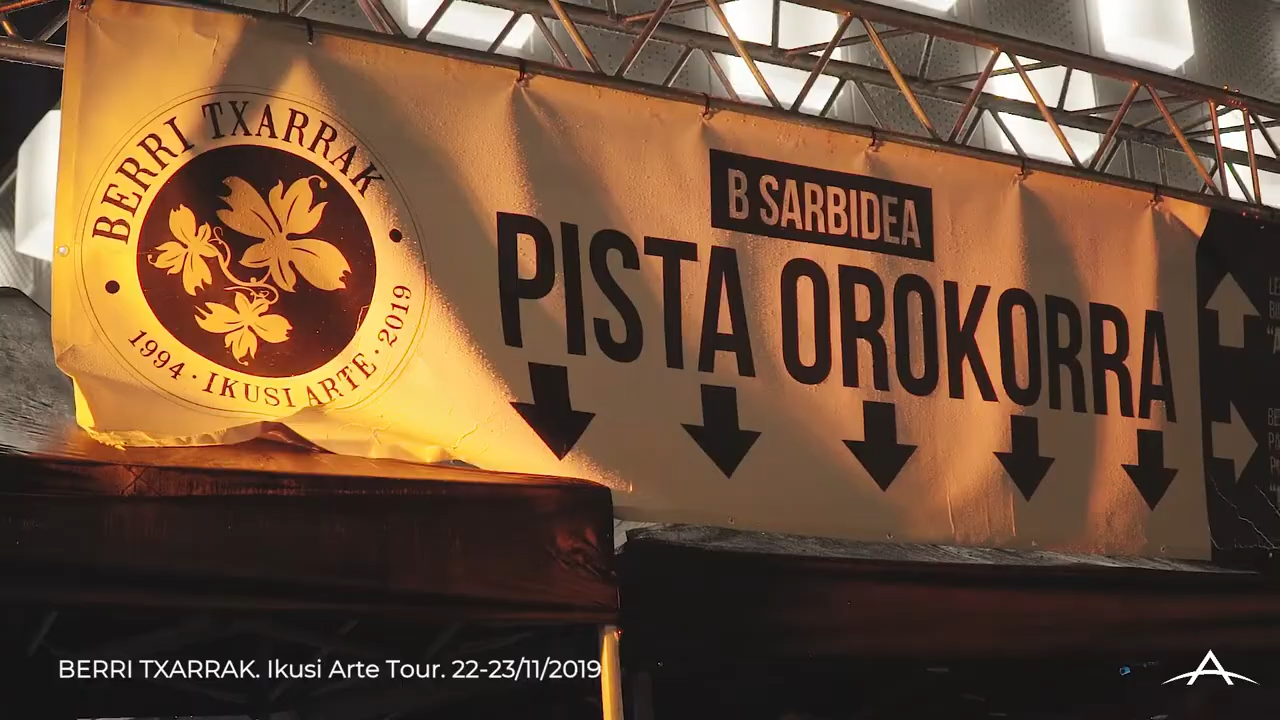 BERRI TXARRAK
1994 · IKUSI ARTE · 2019
B SARBIDEA
PISTA OROKORRA
BERRI TXARRAK. Ikusi Arte Tour. 22-23/11/2019